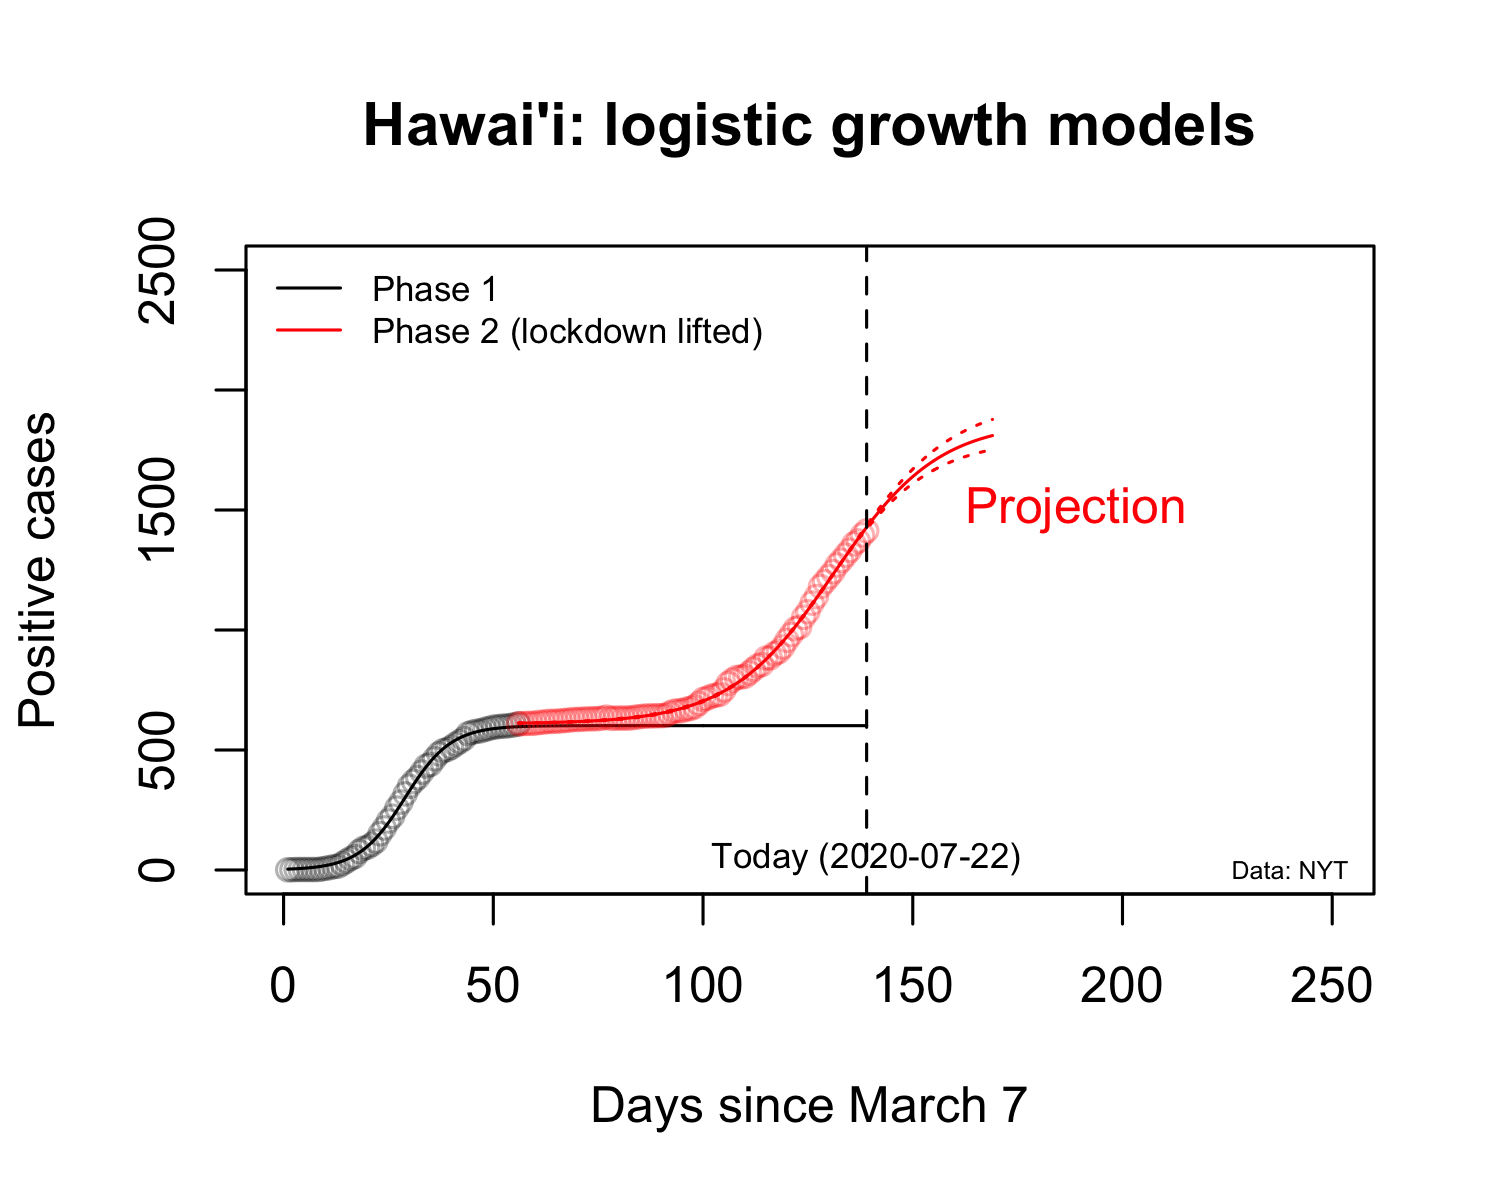 Hawai'i: logistic growth models
Phase 1
Phase 2 (lockdown lifted)
Projection
Today (2020-07-22)
Data: NYT
Positive cases
2500
1500
500
0
0 50 100 150 200 250
Days since March 7